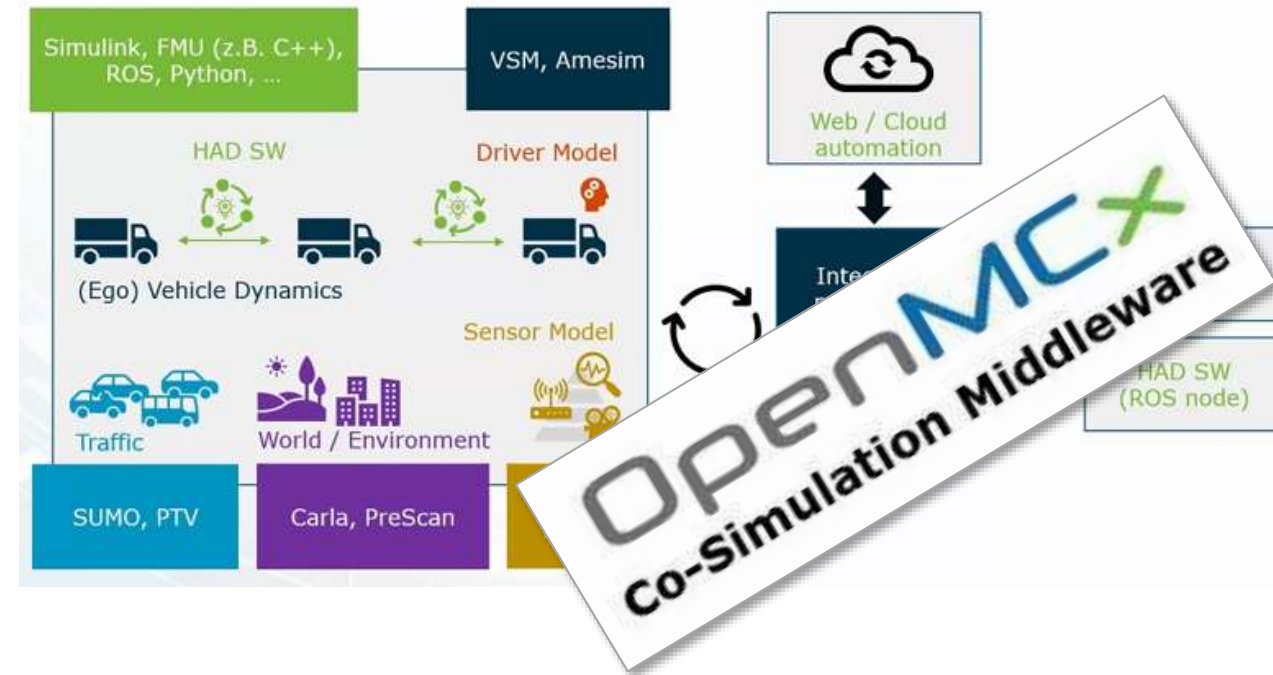 Simulink, FMU (z.B. C++),
ROS, Python, ...
VSM, Amesim
HAD SW
Driver Model
(Ego) Vehicle Dynamics
Sensor Model
Traffic
World / Environment
SUMO, PTV
Carla, PreScan
Web / Cloud
automation
OpenMCx
Co-Simulation Middleware
HAD SW
(ROS node)